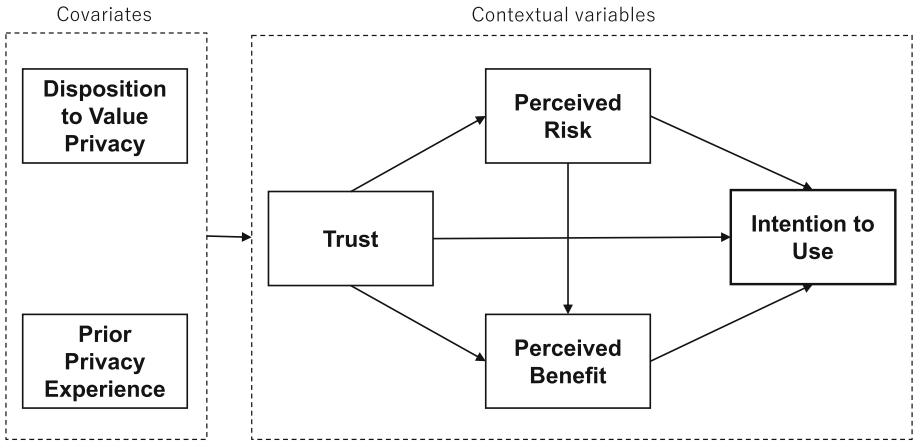 Covariates
Contextual variables
Disposition
to Value
Privacy
Perceived
Risk
Trust
Intention to
Use
Prior
Privacy
Experience
Perceived
Benefit